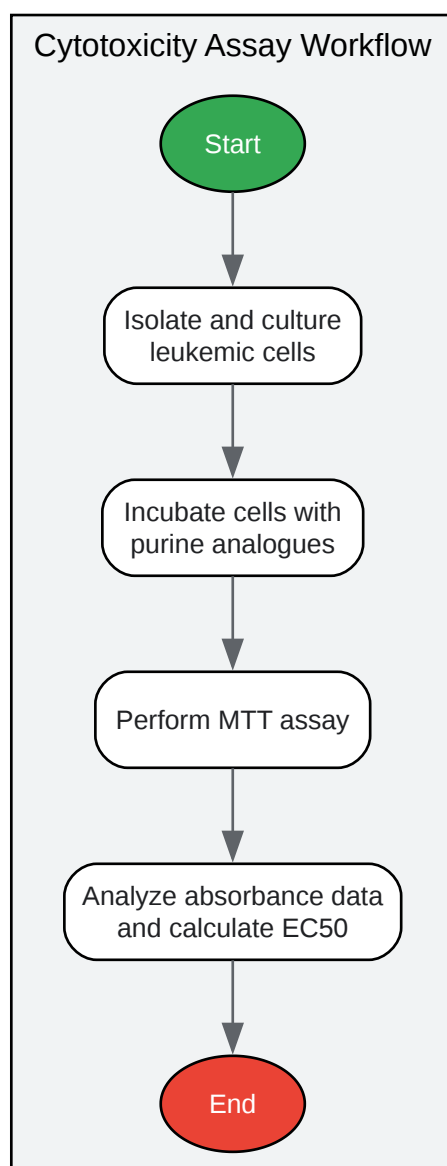 Cytotoxicity Assay Workflow
Start
Isolate and culture
leukemic cells
Incubate cells with
purine analogues
Perform MTT assay
Analyze absorbance data
and calculate EC50
End